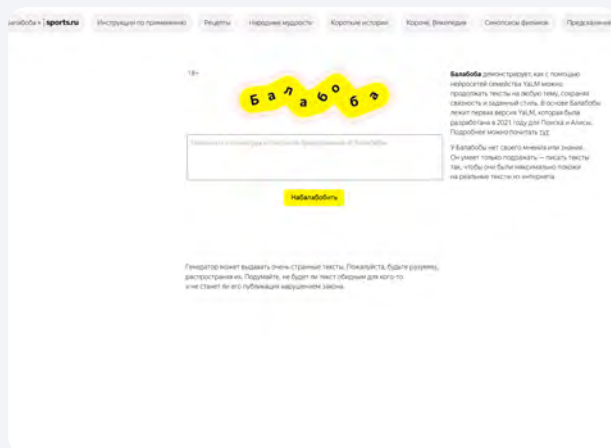 « | sports.ru Инструкции по применению Рецепты Народные мудрости Короткие истории Короче, Википедия Синопсисы фильмов Предсказания
18+
Балабоба
Балабоба демонстрирует, как с помощью
нейросетей семейства YaLM можно
продолжать тексты на любую тему, сохраняя
связность и заданный стиль. В основе Балабобы
лежит первая версия YaLM, которая была
разработана в 2021 году для Поиска и Алисы.
Подробнее можно почитать тут
У Балабобы нет своего мнения или знания.
Он умеет только подражать — писать тексты
так, чтобы они были максимально похожи
на реальные тексты из интернета.
Набалабобить
Генератор может выдавать очень странные тексты. Пожалуйста, будьте разумны,
распространяя их. Подумайте, не будет ли текст обидным для кого-то
и не станет ли его публикация нарушением закона.